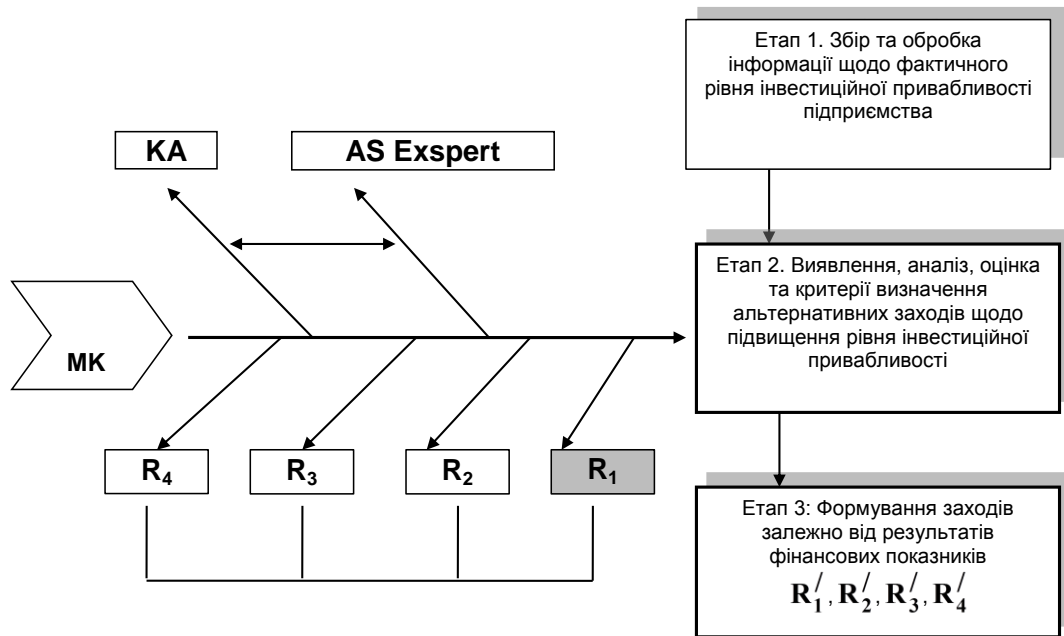 Етап 1. Збір та обробка
інформації щодо фактичного
рівня інвестиційної привабливості
підприємства
KA
AS Exspert
Етап 2. Виявлення, аналіз, оцінка
та критерії визначення
альтернативних заходів щодо
підвищення рівня інвестиційної
привабливості
МК
R₄
R₃
R₂
R₁
Етап 3: Формування заходів
залежно від результатів
фінансових показників
R₁′, R₂′, R₃′, R₄′